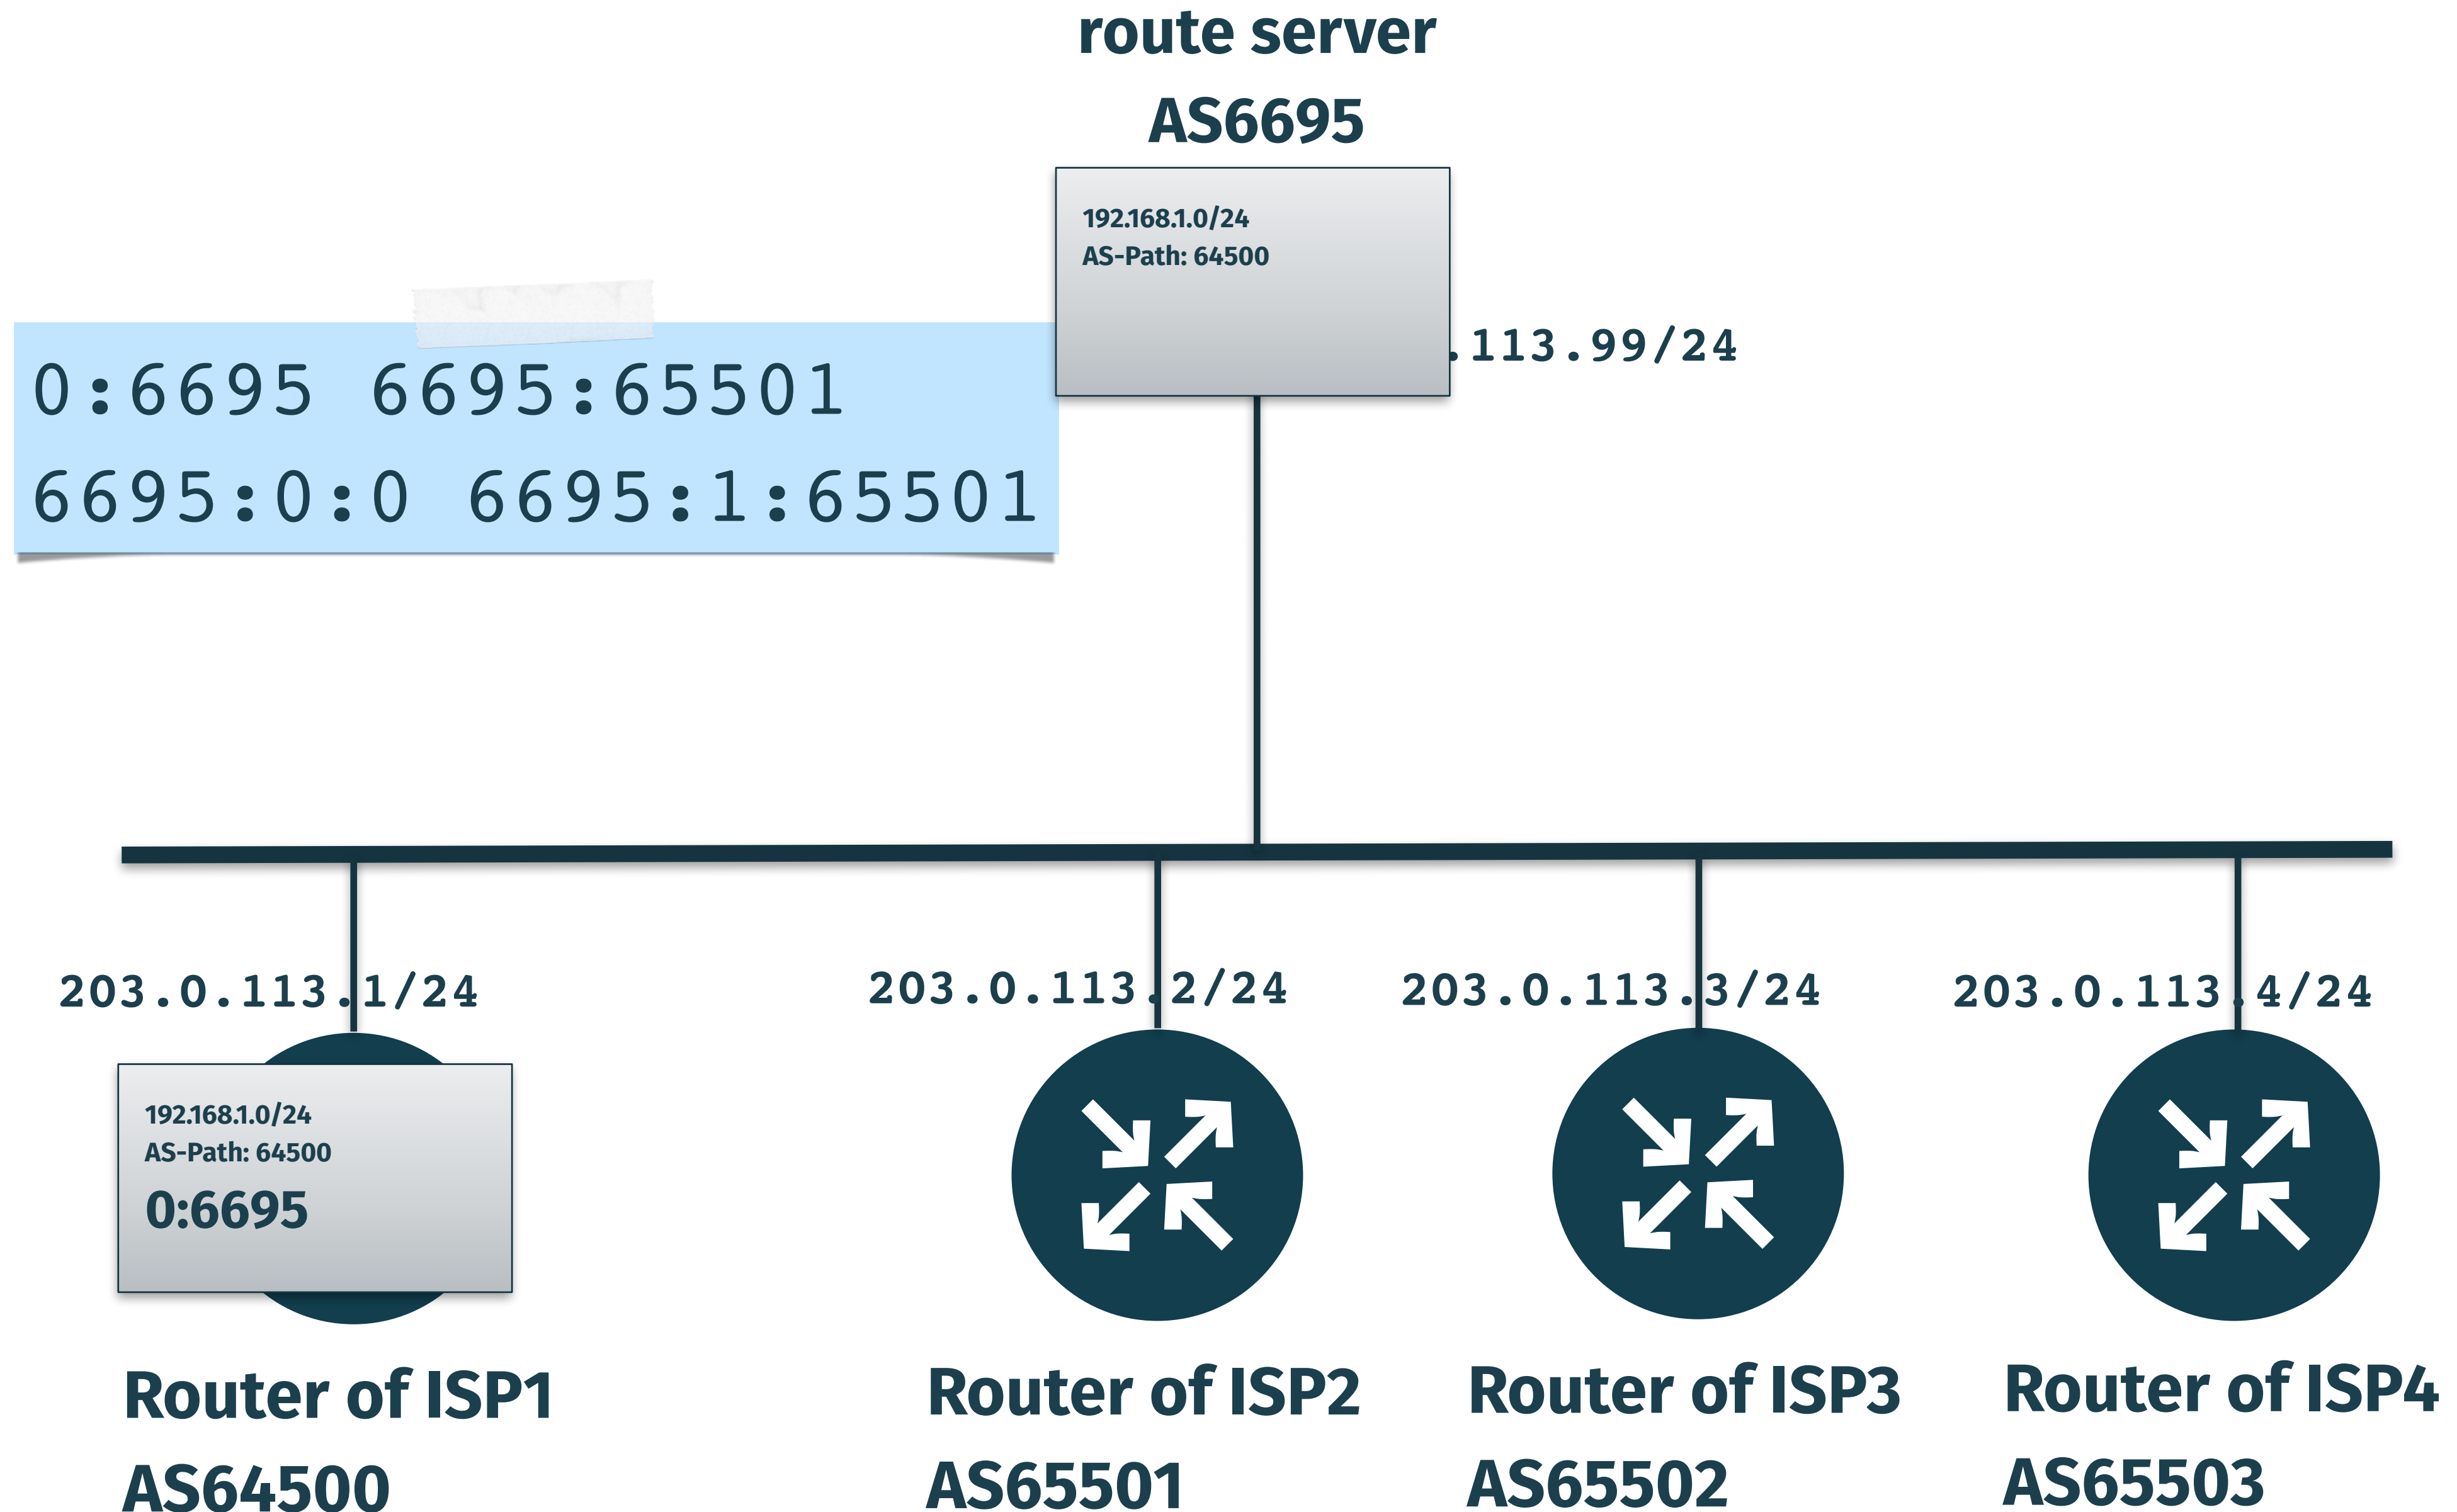 route server
AS6695
192.168.1.0/24
AS-Path: 64500
.113.99/24
0:6695 6695:65501
6695:0:0 6695:1:65501
203.0.113.1/24
203.0.113.2/24
203.0.113.3/24
203.0.113.4/24
192.168.1.0/24
AS-Path: 64500
0:6695
Router of ISP1
AS64500
Router of ISP2
AS65501
Router of ISP3
AS65502
Router of ISP4
AS65503